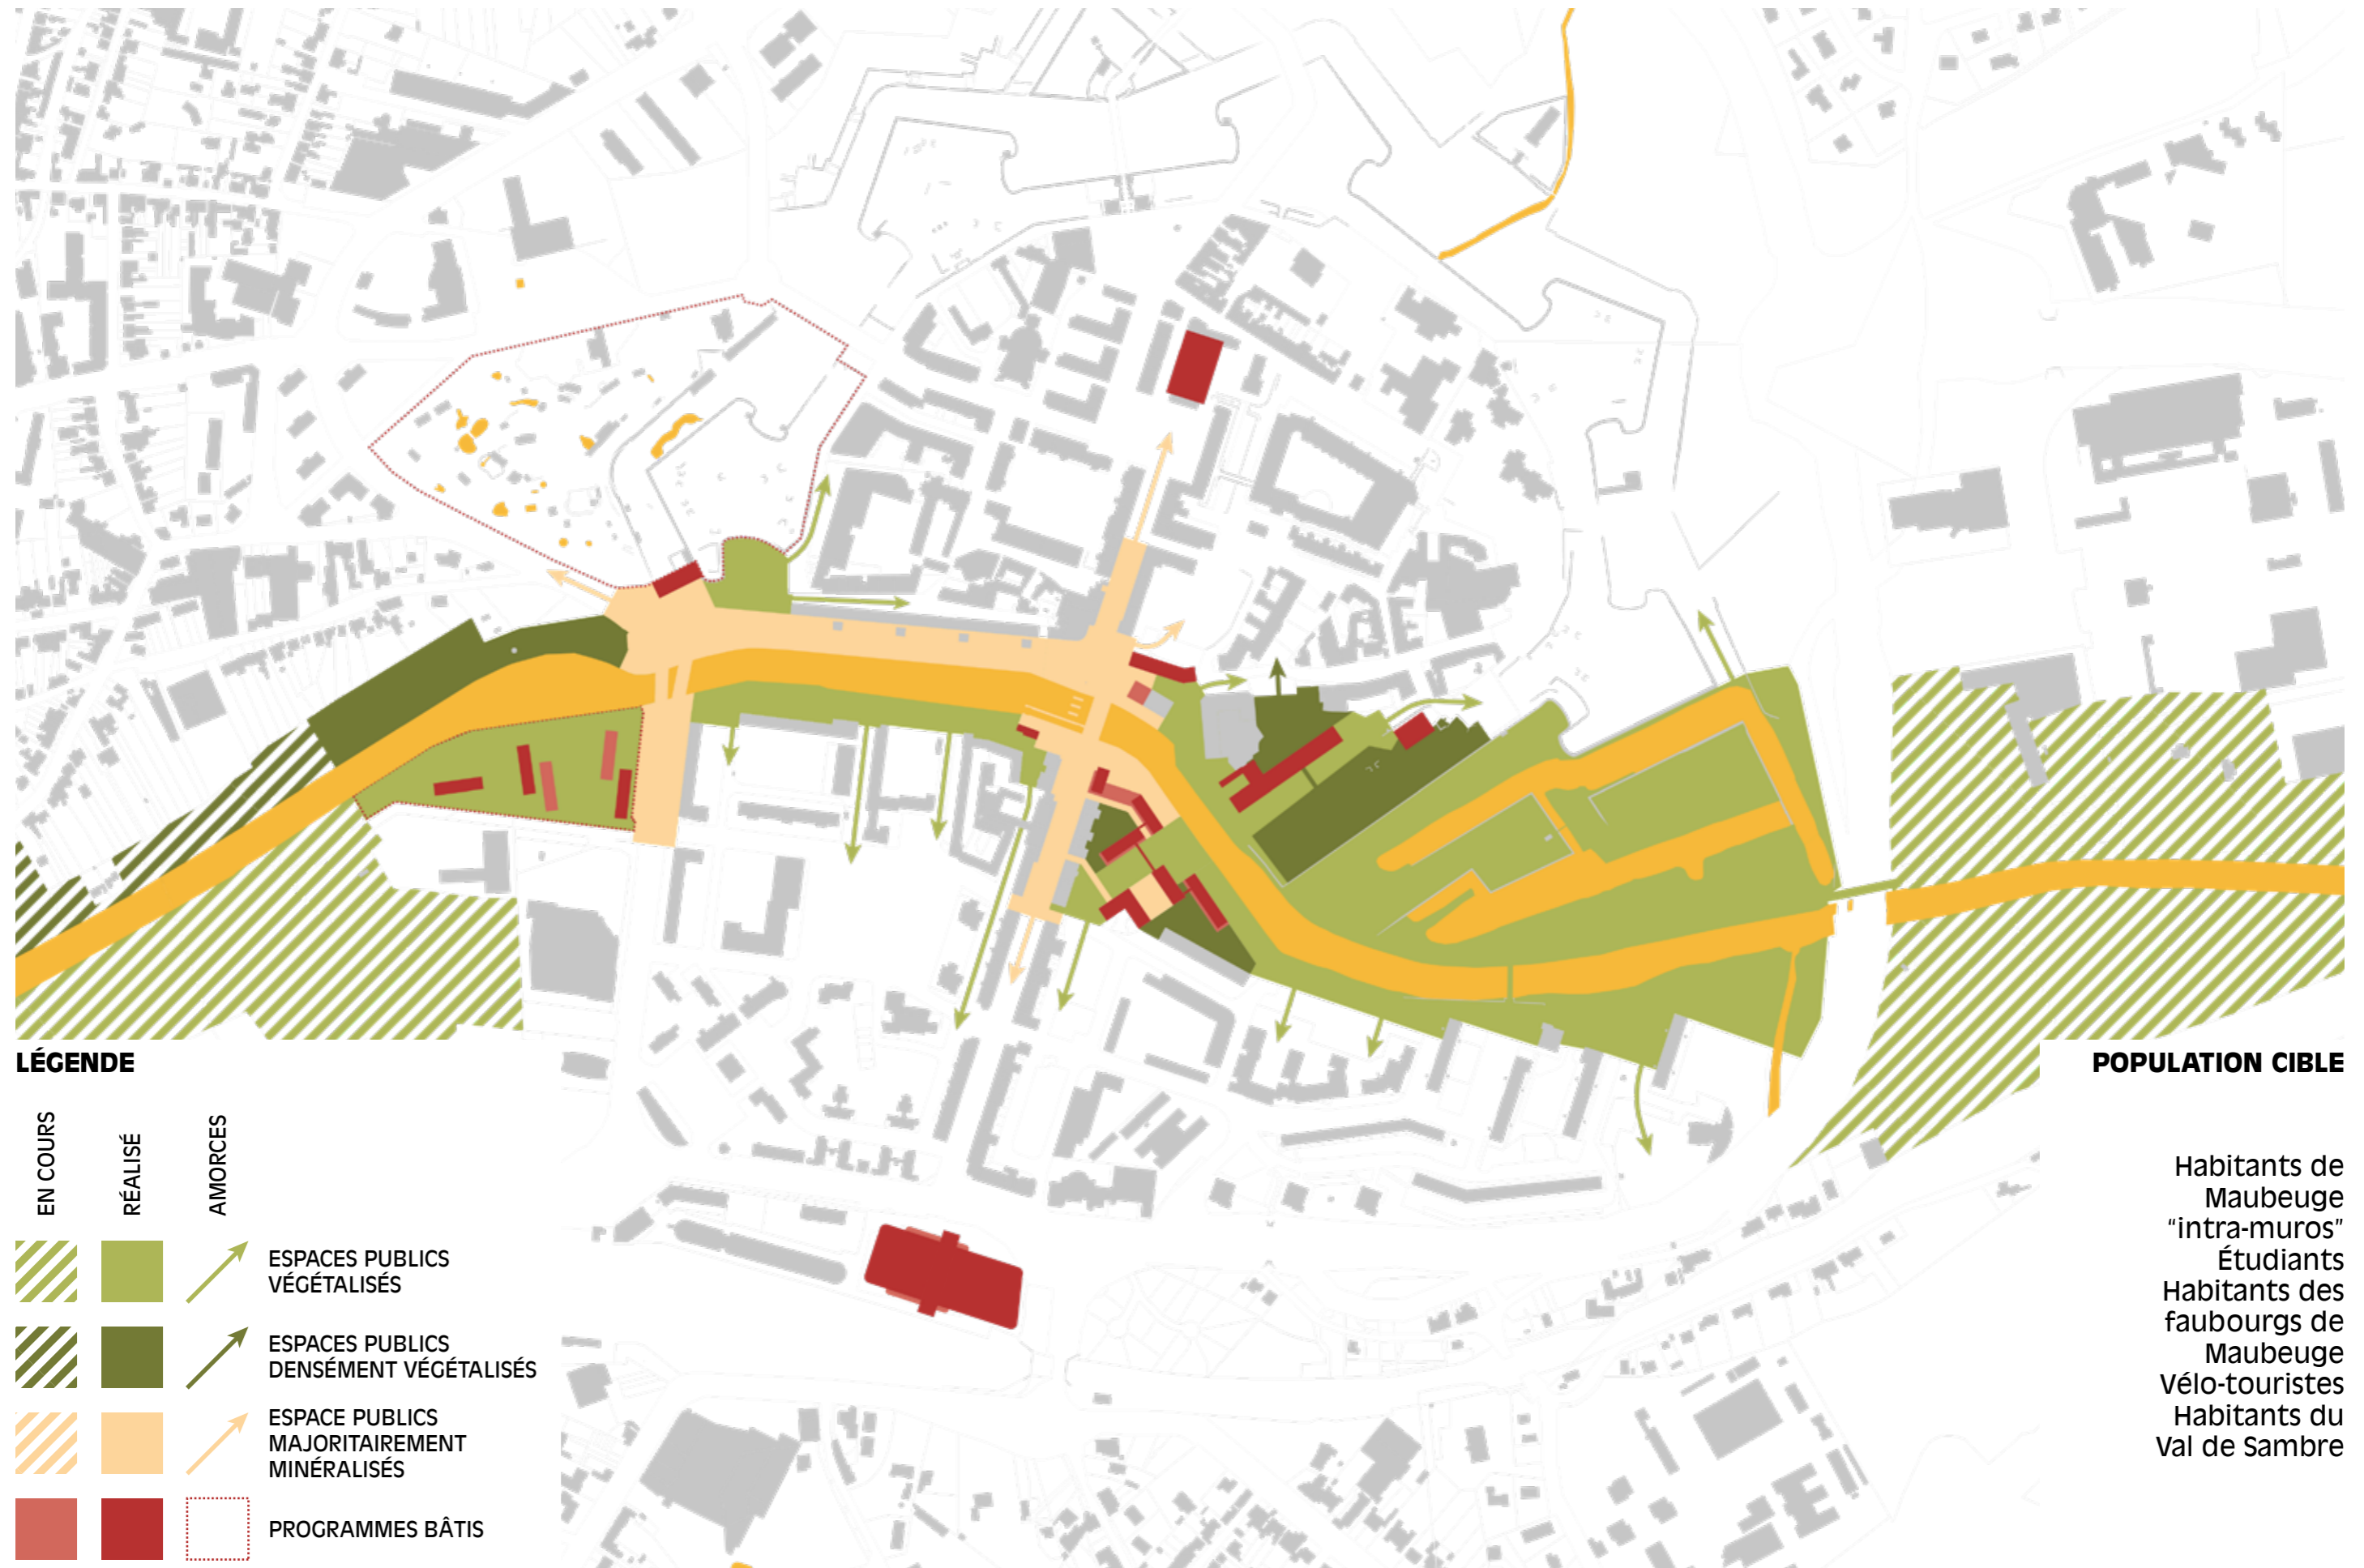 LÉGENDE
EN COURS
RÉALISÉ
AMORCES
ESPACES PUBLICS
VÉGÉTALISÉS
ESPACES PUBLICS
DENSÉMENT VÉGÉTALISÉS
ESPACE PUBLICS
MAJORITAIREMENT
MINÉRALISÉS
PROGRAMMES BÂTIS
POPULATION CIBLE
Habitants de
Maubeuge
“intra-muros”
Étudiants
Habitants des
faubourgs de
Maubeuge
Vélo-touristes
Habitants du
Val de Sambre